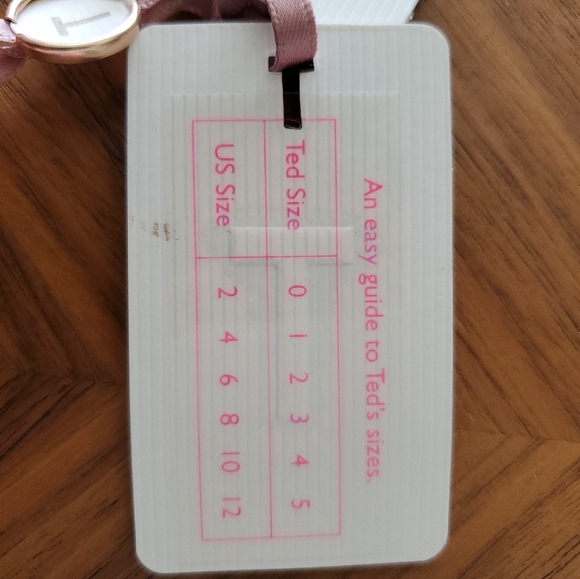 An easy guide to Ted's sizes.
Ted Size 0 1 2 3 4 5
US Size 2 4 6 8 10 12
T